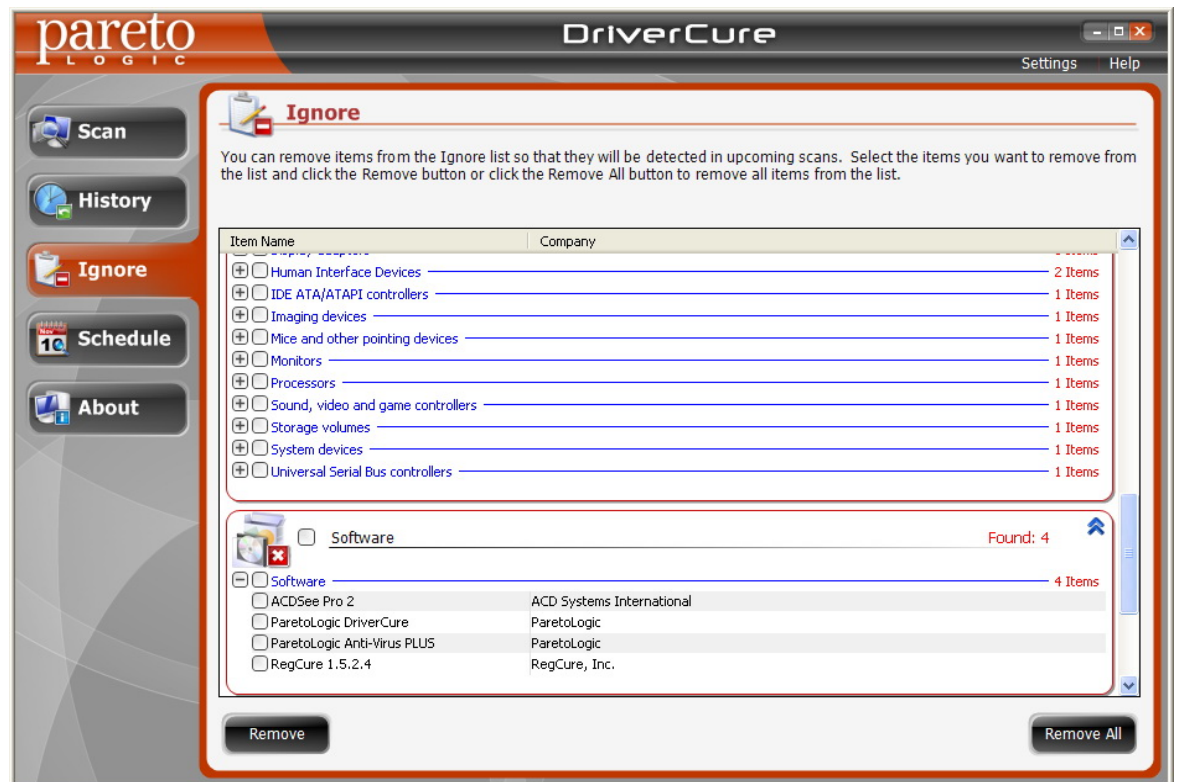 pareto
LOGIC
DriverCure
Settings Help
Scan
History
Ignore
Nov
10
Schedule
About
Ignore
You can remove items from the Ignore list so that they will be detected in upcoming scans. Select the items you want to remove from
the list and click the Remove button or click the Remove All button to remove all items from the list.
Item Name Company
Human Interface Devices 2 Items
IDE ATA/ATAPI controllers 1 Items
Imaging devices 1 Items
Mice and other pointing devices 1 Items
Monitors 1 Items
Processors 1 Items
Sound, video and game controllers 1 Items
Storage volumes 1 Items
System devices 1 Items
Universal Serial Bus controllers 1 Items
Software Found: 4
Software 4 Items
ACDSee Pro 2 ACD Systems International
ParetoLogic DriverCure ParetoLogic
ParetoLogic Anti-Virus PLUS ParetoLogic
RegCure 1.5.2.4 RegCure, Inc.
Remove Remove All